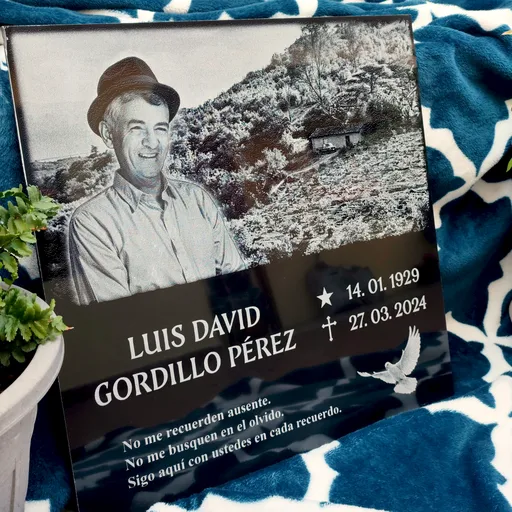 LUIS DAVID
GORDILLO PÉREZ
14. 01. 1929
27. 03. 2024
No me recuerden ausente.
No me busquen en el olvido.
Sigo aquí con ustedes en cada recuerdo.